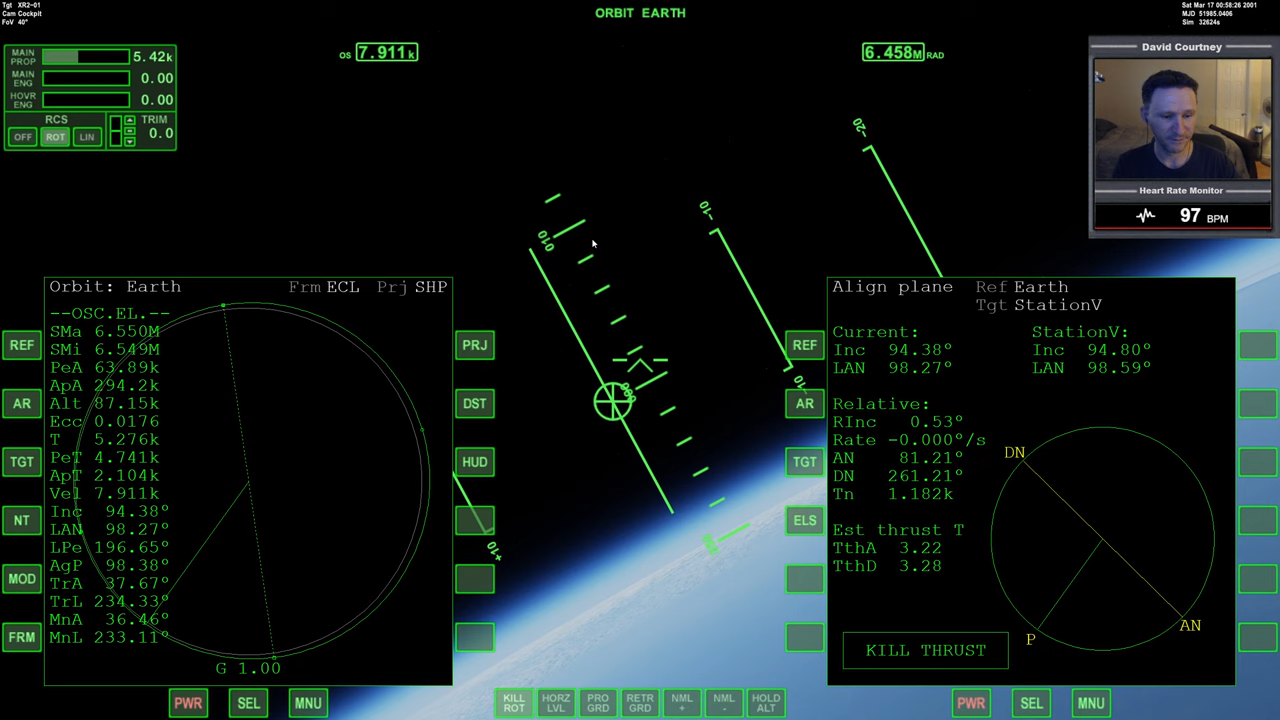 Tgt XR2-01
Cam Cockpit
FoV 40°
ORBIT EARTH
Sat Mar 17 00:58:26 2001
MJD 51985.0406
Sim 32624s
MAIN PROP 5.42k
MAIN ENG 0.00
HOVR ENG 0.00
RCS TRIM
OFF ROT LIN 0.0
OS 7.911k
6.458M RAD
David Courtney
Heart Rate Monitor
97 BPM
-20
-10
010
000
-10
+10
Orbit: Earth Frm ECL Prj SHP
--OSC.EL.--
SMa 6.550M
SMi 6.549M
PeA 63.89k
ApA 294.2k
Alt 87.15k
Ecc 0.0176
T 5.276k
PeT 4.741k
ApT 2.104k
Vel 7.911k
Inc 94.38°
LAN 98.27°
LPe 196.65°
AgP 98.38°
TrA 37.67°
TrL 234.33°
MnA 36.46°
MnL 233.11°
G 1.00
REF
AR
TGT
NT
MOD
FRM
PRJ
DST
HUD
PWR SEL MNU
KILL ROT
HORZ LVL
PRO GRD
RETR GRD
NML +
NML -
HOLD ALT
REF
AR
TGT
ELS
Align plane Ref Earth
Tgt StationV
Current: StationV:
Inc 94.38° Inc 94.80°
LAN 98.27° LAN 98.59°
Relative:
RInc 0.53°
Rate -0.000°/s
AN 81.21°
DN 261.21°
Tn 1.182k
Est thrust T
TthA 3.22
TthD 3.28
DN
AN
P
KILL THRUST
PWR SEL MNU